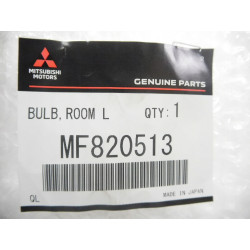 MITSUBISHI
MOTORS
GENUINE PARTS
BULB, ROOM L QTY: 1
MF820513
QL MADE IN JAPAN